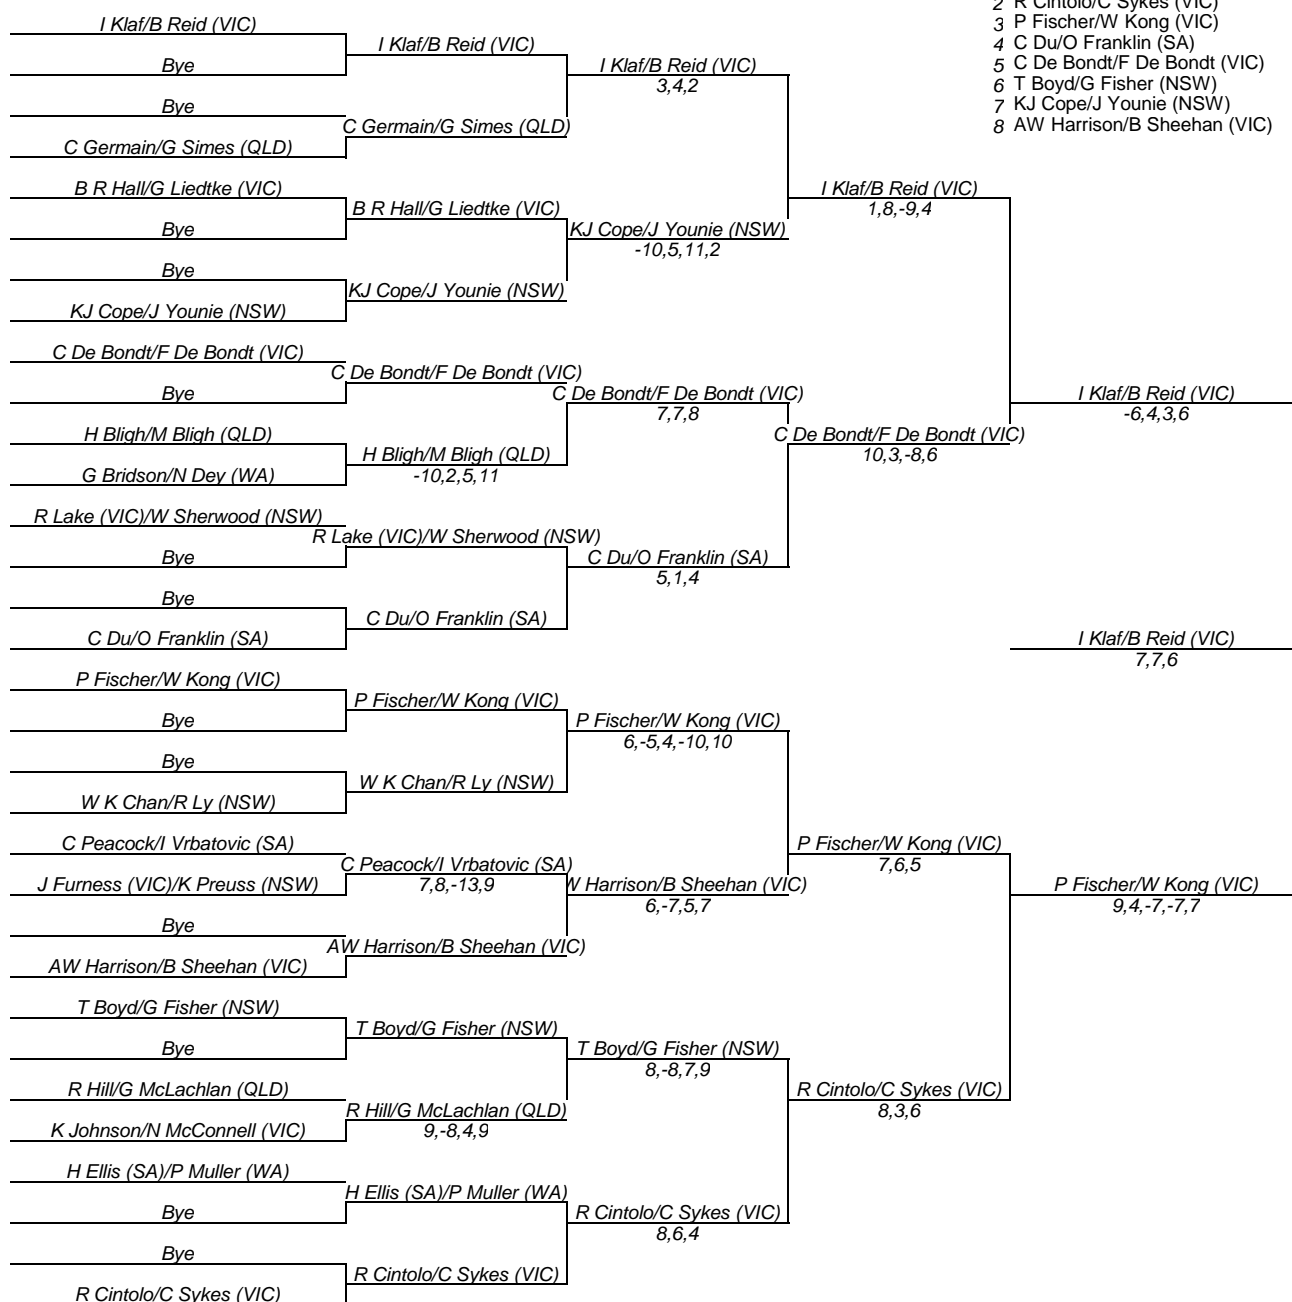 2 R Cintolo/C Sykes (VIC)
3 P Fischer/W Kong (VIC)
4 C Du/O Franklin (SA)
5 C De Bondt/F De Bondt (VIC)
6 T Boyd/G Fisher (NSW)
7 KJ Cope/J Younie (NSW)
8 AW Harrison/B Sheehan (VIC)
I Klaf/B Reid (VIC)
Bye
Bye
C Germain/G Simes (QLD)
B R Hall/G Liedtke (VIC)
Bye
Bye
KJ Cope/J Younie (NSW)
C De Bondt/F De Bondt (VIC)
Bye
H Bligh/M Bligh (QLD)
G Bridson/N Dey (WA)
R Lake (VIC)/W Sherwood (NSW)
Bye
Bye
C Du/O Franklin (SA)
P Fischer/W Kong (VIC)
Bye
Bye
W K Chan/R Ly (NSW)
C Peacock/I Vrbatovic (SA)
J Furness (VIC)/K Preuss (NSW)
Bye
AW Harrison/B Sheehan (VIC)
T Boyd/G Fisher (NSW)
Bye
R Hill/G McLachlan (QLD)
K Johnson/N McConnell (VIC)
H Ellis (SA)/P Muller (WA)
Bye
Bye
R Cintolo/C Sykes (VIC)
I Klaf/B Reid (VIC)
C Germain/G Simes (QLD)
B R Hall/G Liedtke (VIC)
KJ Cope/J Younie (NSW)
C De Bondt/F De Bondt (VIC)
H Bligh/M Bligh (QLD)
-10,2,5,11
R Lake (VIC)/W Sherwood (NSW)
C Du/O Franklin (SA)
P Fischer/W Kong (VIC)
W K Chan/R Ly (NSW)
C Peacock/I Vrbatovic (SA)
7,8,-13,9
AW Harrison/B Sheehan (VIC)
T Boyd/G Fisher (NSW)
R Hill/G McLachlan (QLD)
9,-8,4,9
H Ellis (SA)/P Muller (WA)
R Cintolo/C Sykes (VIC)
I Klaf/B Reid (VIC)
3,4,2
KJ Cope/J Younie (NSW)
-10,5,11,2
C De Bondt/F De Bondt (VIC)
7,7,8
C Du/O Franklin (SA)
5,1,4
P Fischer/W Kong (VIC)
6,-5,4,-10,10
Harrison/B Sheehan (VIC)
6,-7,5,7
T Boyd/G Fisher (NSW)
8,-8,7,9
R Cintolo/C Sykes (VIC)
8,6,4
I Klaf/B Reid (VIC)
1,8,-9,4
C De Bondt/F De Bondt (VIC)
10,3,-8,6
P Fischer/W Kong (VIC)
7,6,5
R Cintolo/C Sykes (VIC)
8,3,6
I Klaf/B Reid (VIC)
-6,4,3,6
P Fischer/W Kong (VIC)
9,4,-7,-7,7
I Klaf/B Reid (VIC)
7,7,6